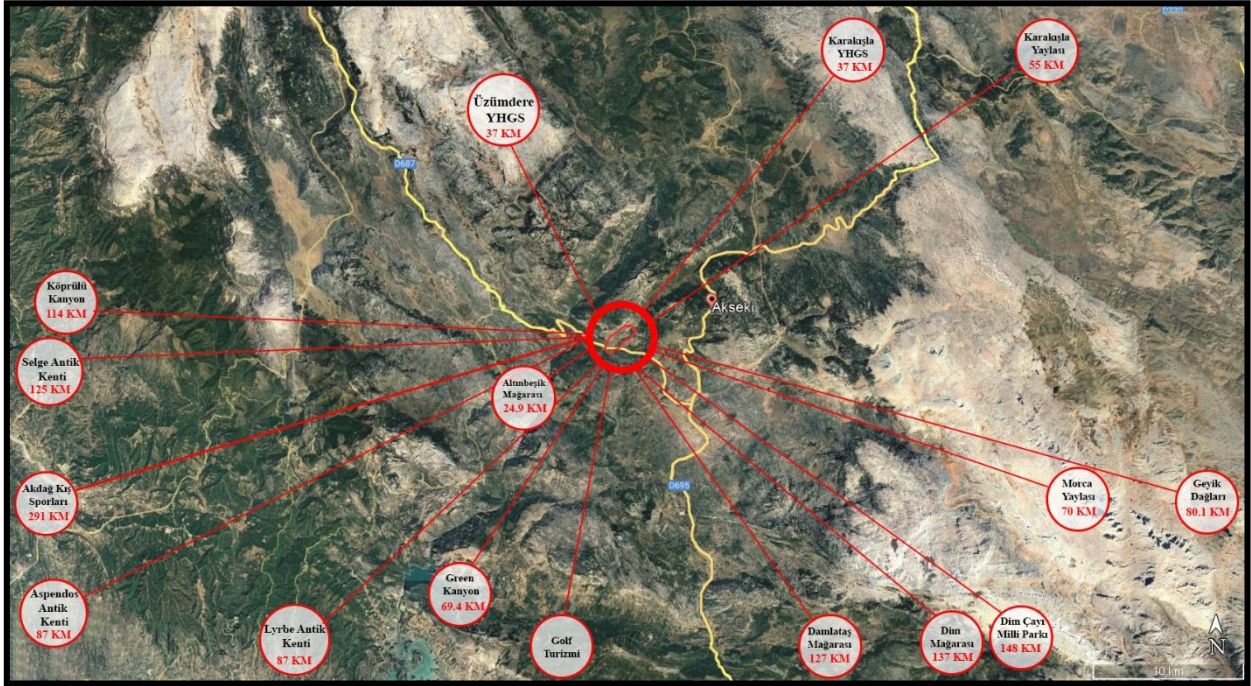 Karakışla
YHGS
37 KM
Karakışla
Yaylası
55 KM
Üzümdere
YHGS
37 KM
D687
Köprülü
Kanyon
114 KM
Akseki
Selge Antik
Kenti
125 KM
Altınbeşik
Mağarası
24.9 KM
Akdağ Kış
Sporları
291 KM
D695
Morca
Yaylası
70 KM
Geyik
Dağları
80.1 KM
Aspendos
Antik
Kenti
87 KM
Green
Kanyon
69.4 KM
Lyrbe Antik
Kenti
87 KM
Golf
Turizmi
Damlataş
Mağarası
127 KM
Dim
Mağarası
137 KM
Dim Çayı
Milli Parkı
148 KM
N
10 km